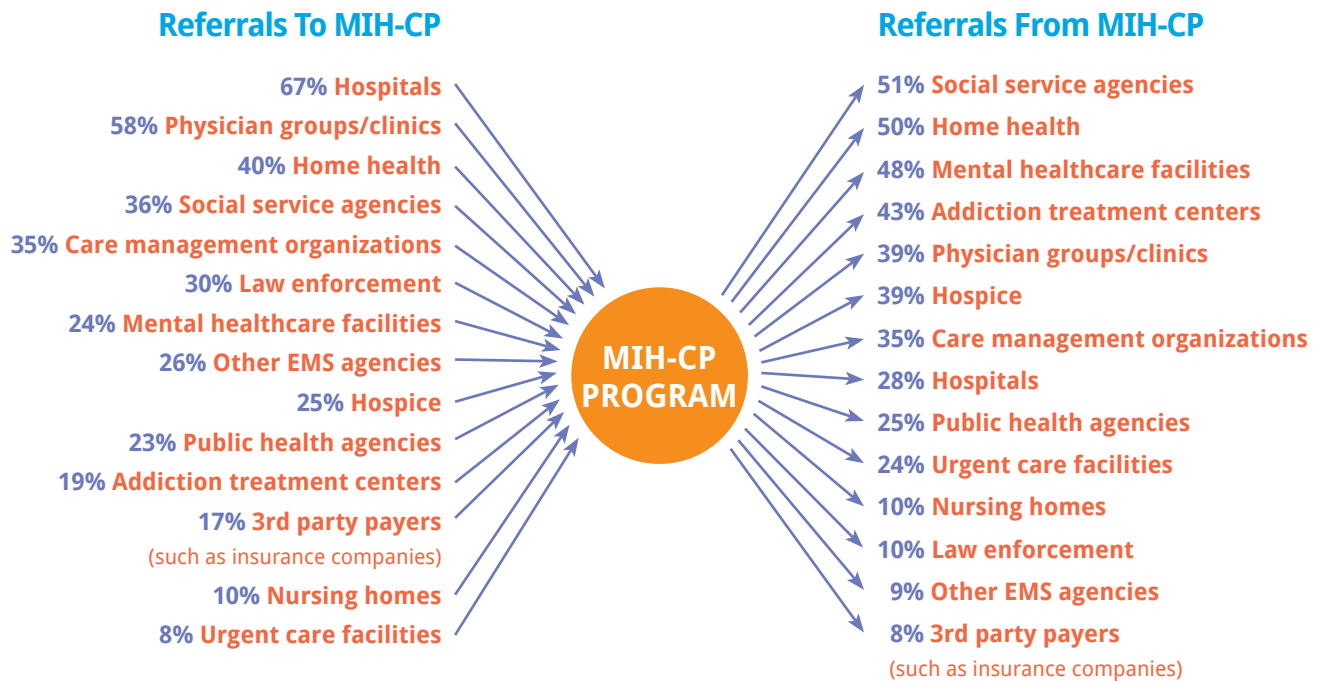 Referrals To MIH-CP
67% Hospitals
58% Physician groups/clinics
40% Home health
36% Social service agencies
35% Care management organizations
30% Law enforcement
24% Mental healthcare facilities
26% Other EMS agencies
25% Hospice
23% Public health agencies
19% Addiction treatment centers
17% 3rd party payers
(such as insurance companies)
10% Nursing homes
8% Urgent care facilities
MIH-CP
PROGRAM
Referrals From MIH-CP
51% Social service agencies
50% Home health
48% Mental healthcare facilities
43% Addiction treatment centers
39% Physician groups/clinics
39% Hospice
35% Care management organizations
28% Hospitals
25% Public health agencies
24% Urgent care facilities
10% Nursing homes
10% Law enforcement
9% Other EMS agencies
8% 3rd party payers
(such as insurance companies)